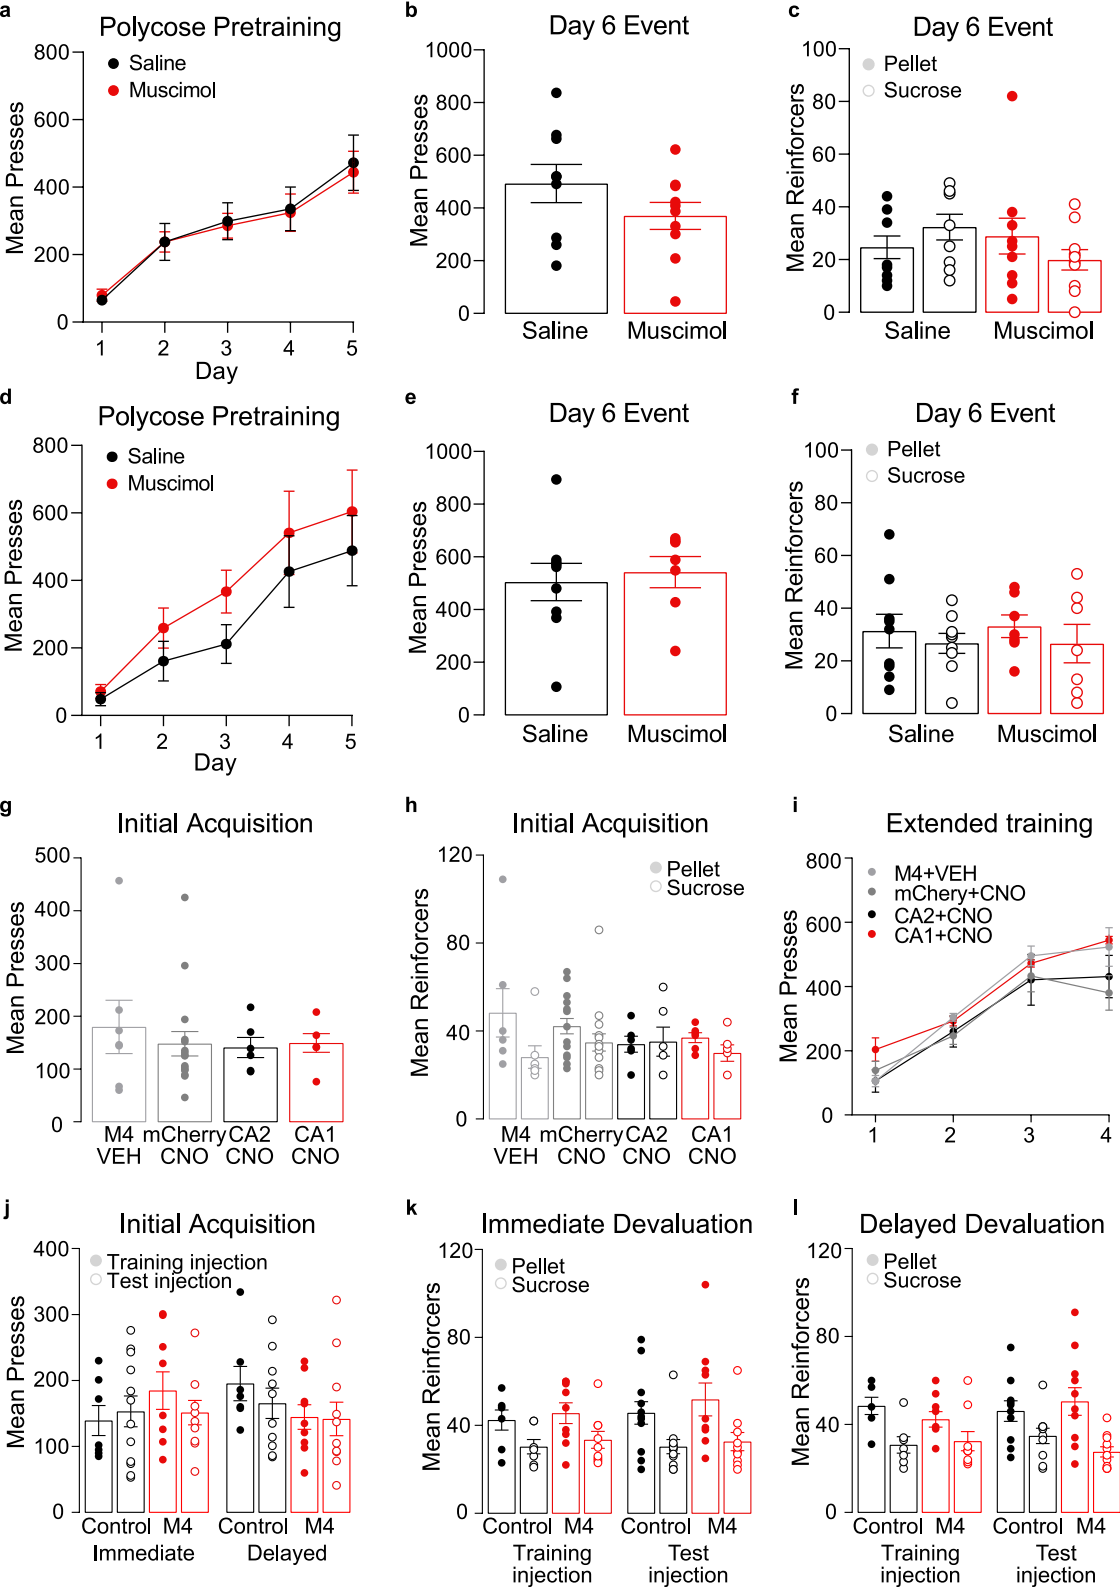 a
Polycose Pretraining
Mean Presses
800
600
400
200
0
Saline
Muscimol
1 2 3 4 5
Day
b
Day 6 Event
Mean Presses
1000
800
600
400
200
0
Saline Muscimol
c
Day 6 Event
Mean Reinforcers
100
80
60
40
20
0
Pellet
Sucrose
Saline Muscimol
d
Polycose Pretraining
Mean Presses
800
600
400
200
0
Saline
Muscimol
1 2 3 4 5
Day
e
Day 6 Event
Mean Presses
1000
800
600
400
200
0
Saline Muscimol
f
Day 6 Event
Mean Reinforcers
100
80
60
40
20
0
Pellet
Sucrose
Saline Muscimol
g
Initial Acquisition
Mean Presses
500
400
300
200
100
0
M4 mCherry CA2 CA1
VEH CNO CNO CNO
h
Initial Acquisition
Mean Reinforcers
120
80
40
0
Pellet
Sucrose
M4 mCherry CA2 CA1
VEH CNO CNO CNO
i
Extended training
Mean Presses
800
600
400
200
0
M4+VEH
mChery+CNO
CA2+CNO
CA1+CNO
1 2 3 4
j
Initial Acquisition
Mean Presses
400
300
200
100
0
Training injection
Test injection
Control M4 Control M4
Immediate Delayed
k
Immediate Devaluation
Mean Reinforcers
120
80
40
0
Pellet
Sucrose
Control M4 Control M4
Training Test
injection injection
l
Delayed Devaluation
Mean Reinforcers
120
80
40
0
Pellet
Sucrose
Control M4 Control M4
Training Test
injection injection